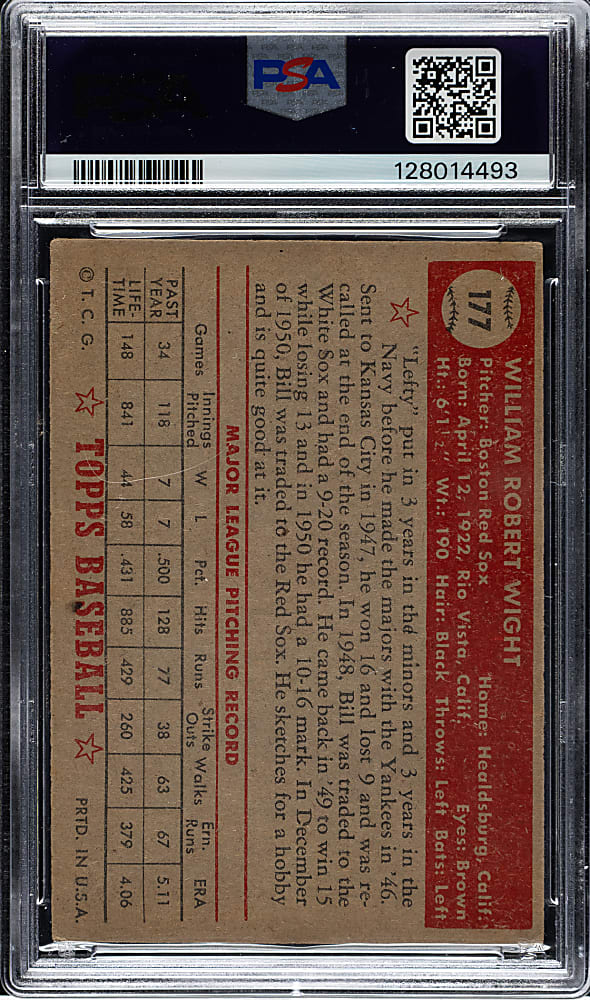 PSA
128014493
177
WILLIAM ROBERT WIGHT
Pitcher: Boston Red Sox Home: Healdsburg, Calif.
Born: April 12, 1922, Rio Vista, Calif. Eyes: Brown
Ht.: 6'1½" Wt.: 190 Hair: Black Throws: Left Bats: Left
"Lefty" put in 3 years in the minors and 3 years in the
Navy before he made the majors with the Yankees in '46.
Sent to Kansas City in 1947, he won 16 and lost 9 and was re-
called at the end of the season. In 1948, Bill was traded to the
White Sox and had a 9-20 record. He came back in '49 to win 15
while losing 13 and in 1950 he had a 10-16 mark. In December
of 1950, Bill was traded to the Red Sox. He sketches for a hobby
and is quite good at it.
MAJOR LEAGUE PITCHING RECORD
Games Innings Pitched W L Pct. Hits Runs Strike Outs Walks Ern. Runs ERA
PAST YEAR 34 118 7 7 .500 128 77 38 63 67 5.11
LIFE-TIME 148 841 44 58 .431 885 429 260 425 379 4.06
© T. C. G. TOPPS BASEBALL PRTD. IN U.S.A.